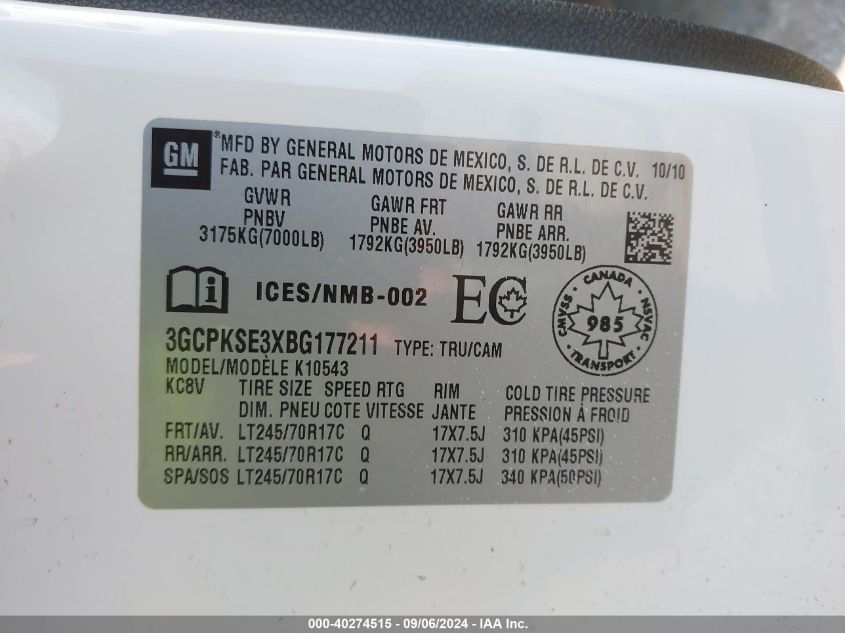 GM
®MFD BY GENERAL MOTORS DE MEXICO, S. DE R.L. DE C.V. 10/10
FAB. PAR GENERAL MOTORS DE MEXICO, S. DE R.L. DE C.V.
GVWR GAWR FRT GAWR RR
PNBV PNBE AV. PNBE ARR.
3175KG(7000LB) 1792KG(3950LB) 1792KG(3950LB)
i ICES/NMB-002 EC
CANADA CMVSS NSVAC 985 TRANSPORT
3GCPKSE3XBG177211 TYPE: TRU/CAM
MODEL/MODÈLE K10543
KC8V TIRE SIZE SPEED RTG RIM COLD TIRE PRESSURE
DIM. PNEU COTE VITESSE JANTE PRESSION À FROID
FRT/AV. LT245/70R17C Q 17X7.5J 310 KPA(45PSI)
RR/ARR. LT245/70R17C Q 17X7.5J 310 KPA(45PSI)
SPA/SOS LT245/70R17C Q 17X7.5J 340 KPA(50PSI)
000-40274515 - 09/06/2024 - IAA Inc.